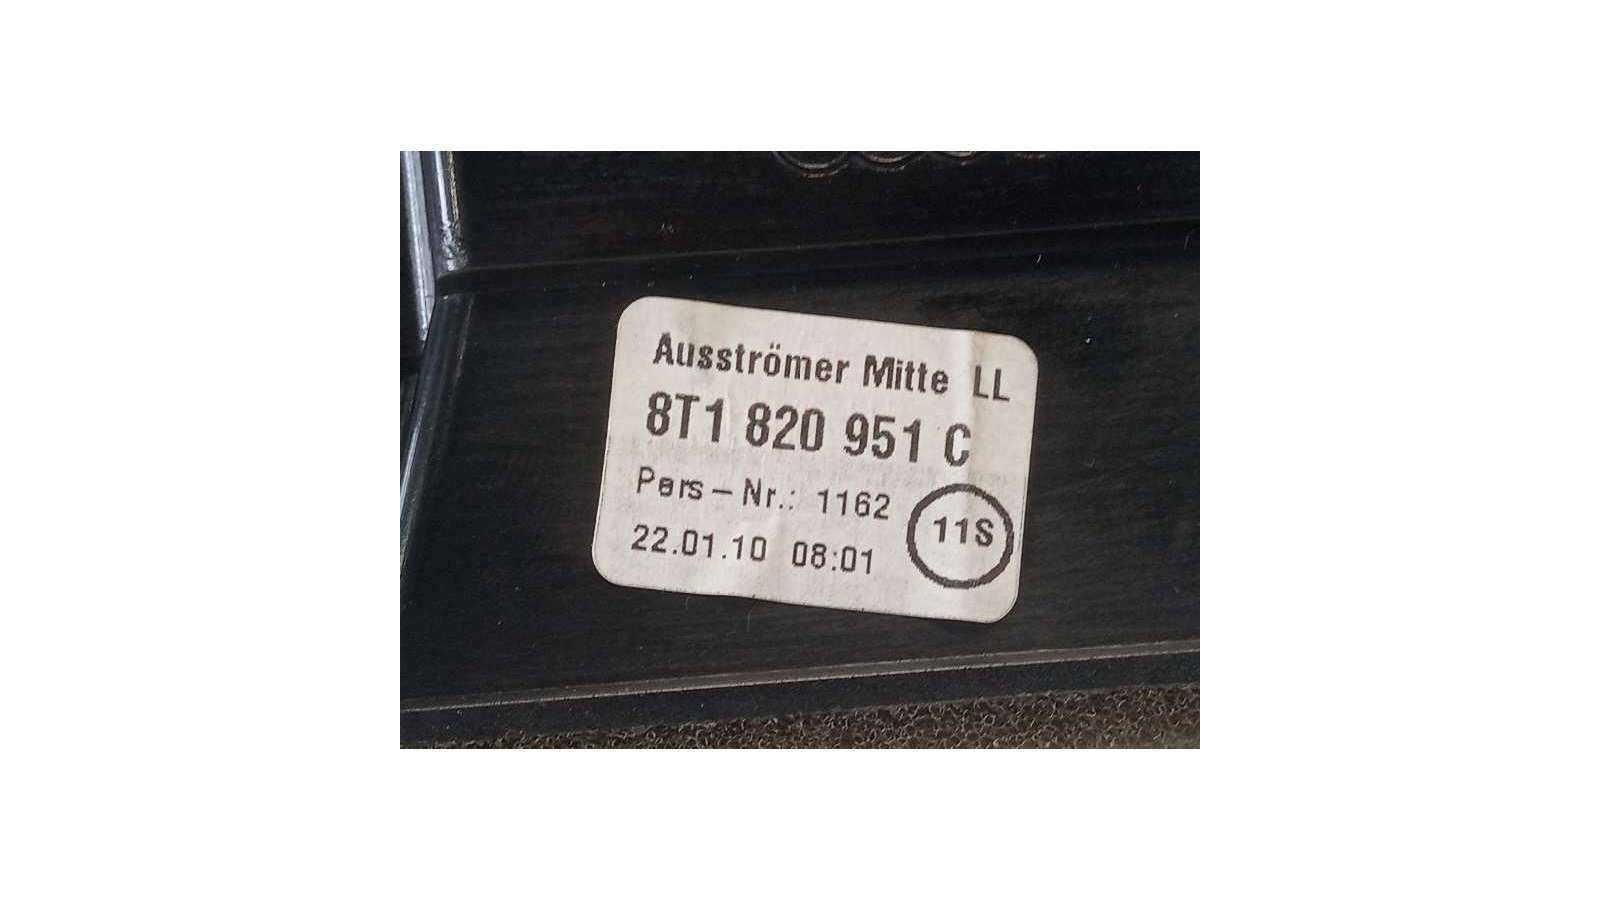 Ausströmer Mitte LL
8T1 820 951 C
Pers-Nr.: 1162
11S
22.01.10 08:01